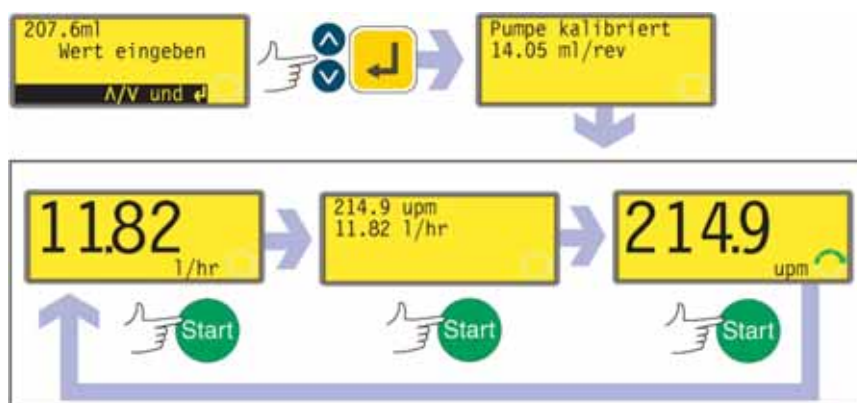 207.6ml
Wert eingeben
Λ/V und ↲
Pumpe kalibriert
14.05 ml/rev
11.82
l/hr
214.9 upm
11.82 l/hr
214.9
upm
Start
Start
Start